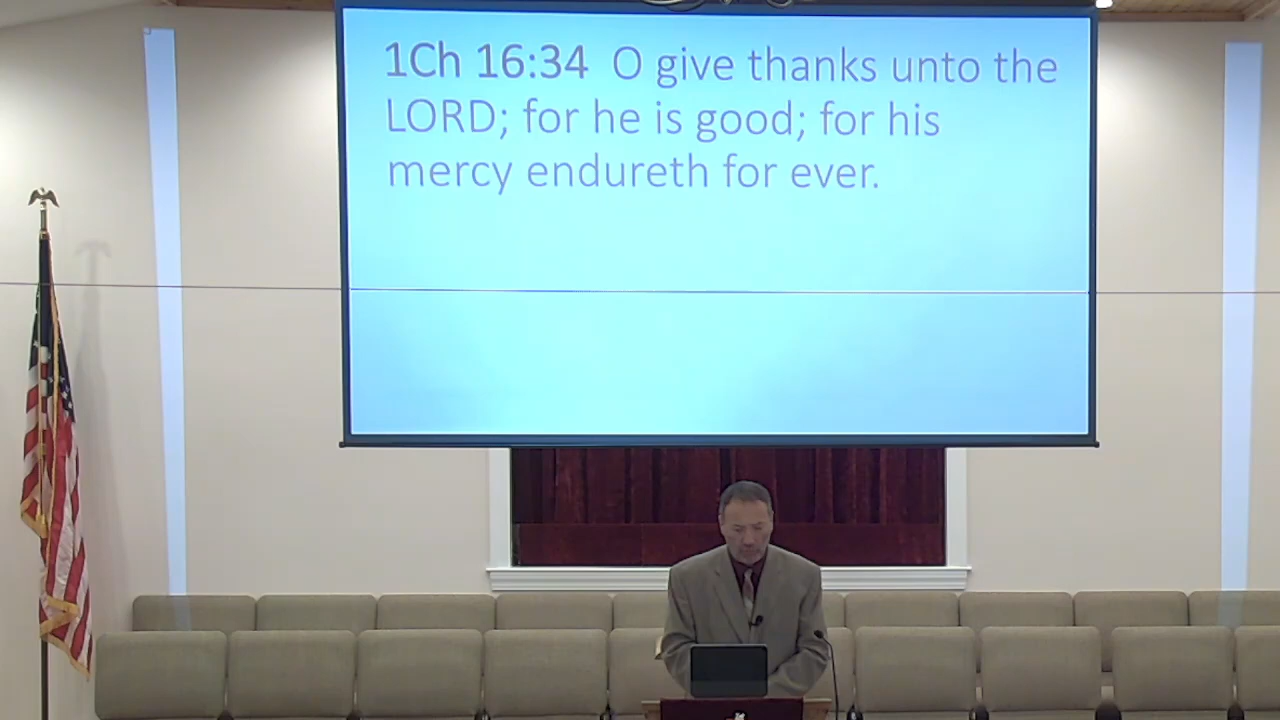 1Ch 16:34 O give thanks unto the
LORD; for he is good; for his
mercy endureth for ever.